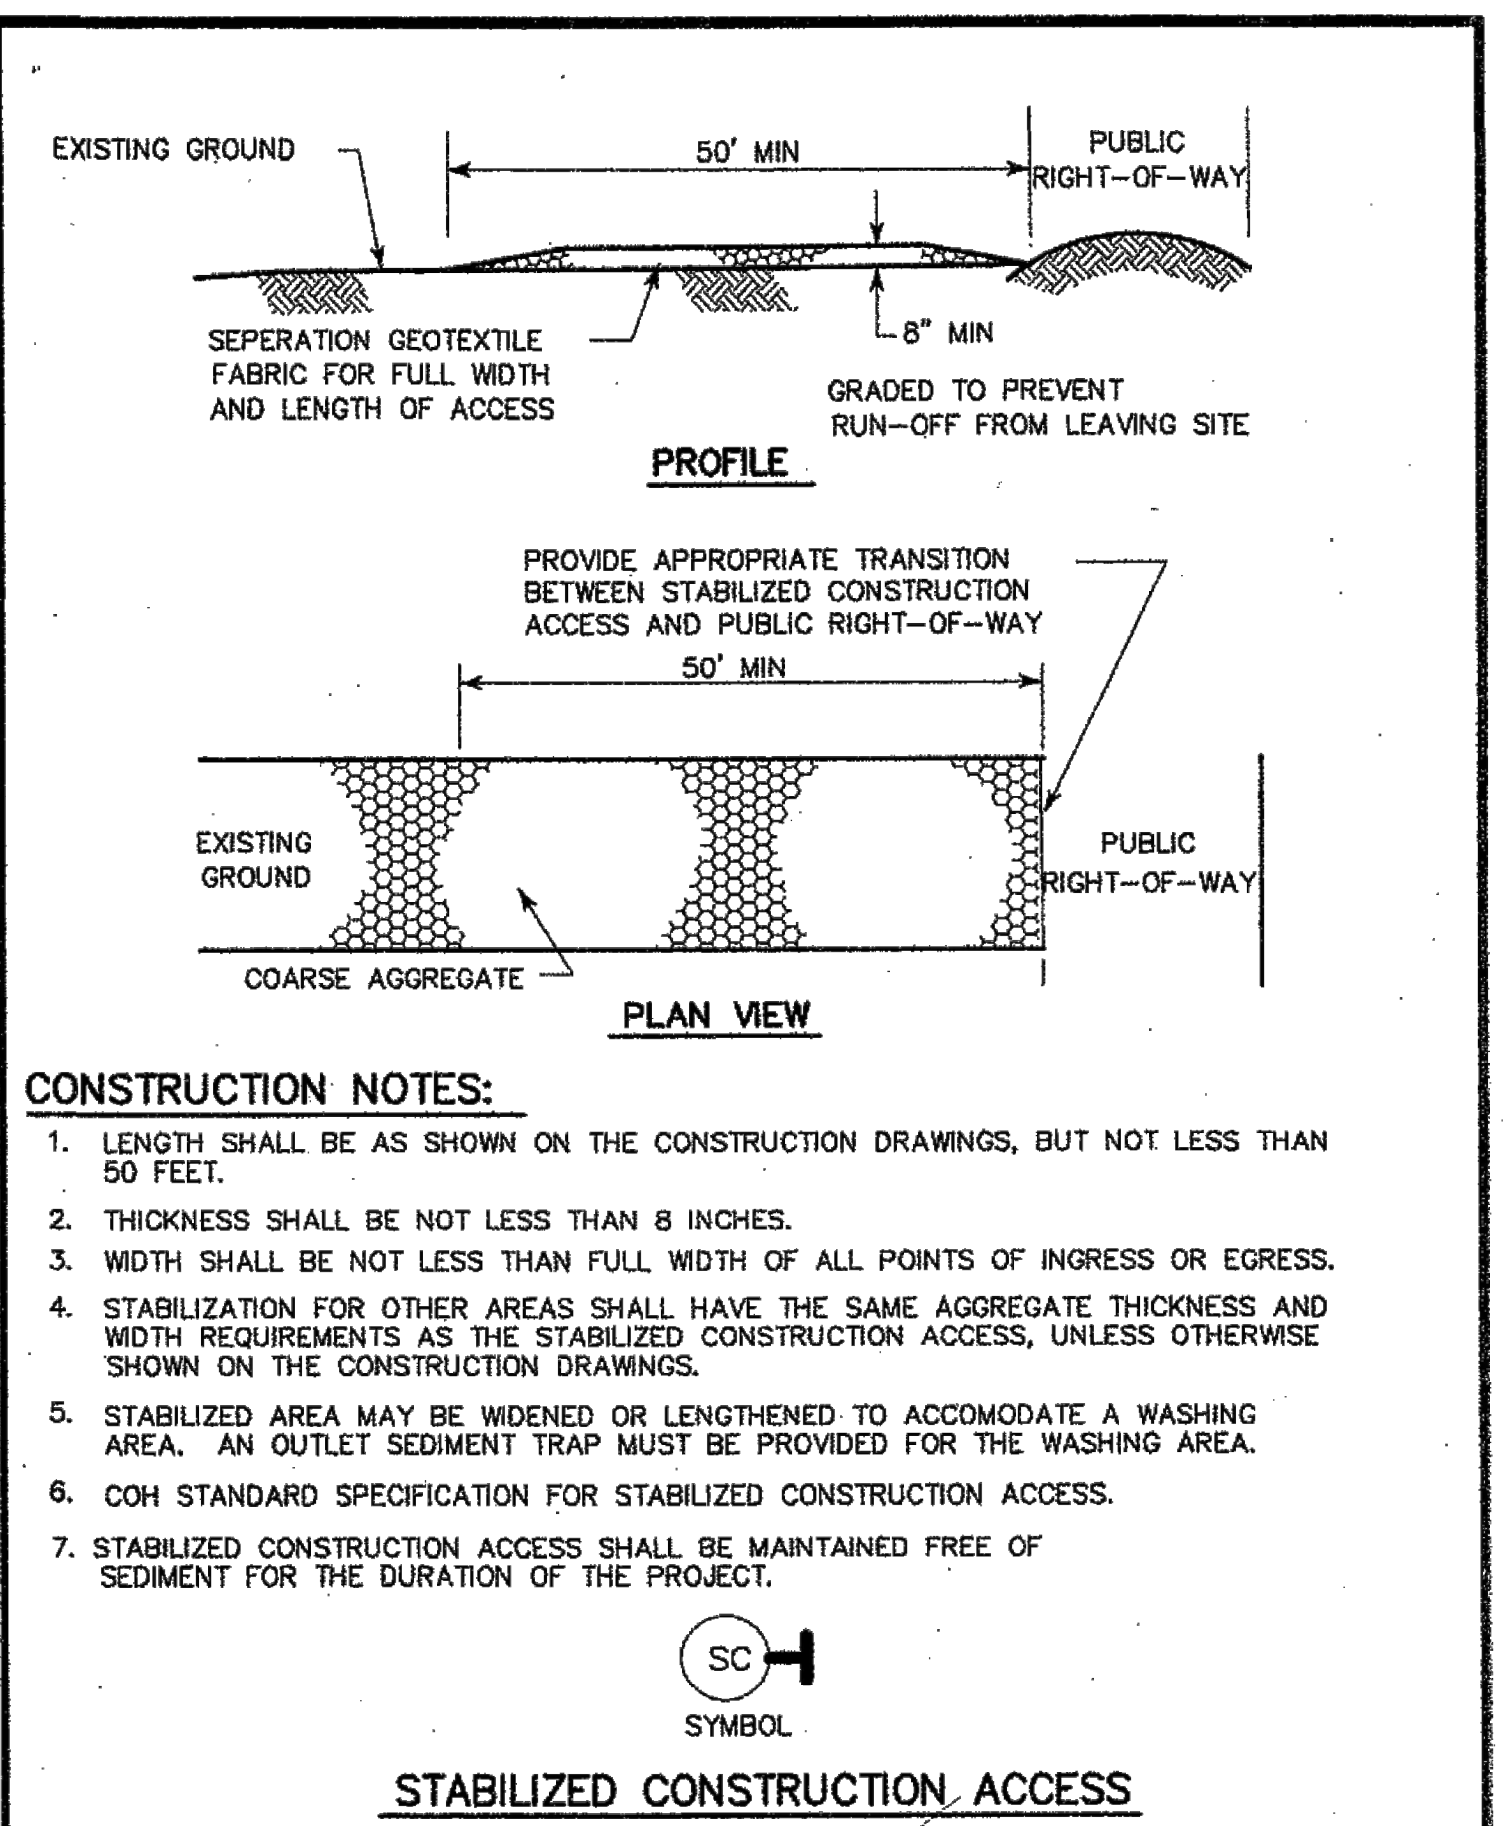 EXISTING GROUND
50' MIN
PUBLIC
RIGHT-OF-WAY
SEPERATION GEOTEXTILE
FABRIC FOR FULL WIDTH
AND LENGTH OF ACCESS
8" MIN
GRADED TO PREVENT
RUN-OFF FROM LEAVING SITE
PROFILE
PROVIDE APPROPRIATE TRANSITION
BETWEEN STABILIZED CONSTRUCTION
ACCESS AND PUBLIC RIGHT-OF-WAY
50' MIN
EXISTING
GROUND
PUBLIC
RIGHT-OF-WAY
COARSE AGGREGATE
PLAN VIEW
CONSTRUCTION NOTES:
1. LENGTH SHALL BE AS SHOWN ON THE CONSTRUCTION DRAWINGS, BUT NOT LESS THAN
50 FEET.
2. THICKNESS SHALL BE NOT LESS THAN 8 INCHES.
3. WIDTH SHALL BE NOT LESS THAN FULL WIDTH OF ALL POINTS OF INGRESS OR EGRESS.
4. STABILIZATION FOR OTHER AREAS SHALL HAVE THE SAME AGGREGATE THICKNESS AND
WIDTH REQUIREMENTS AS THE STABILIZED CONSTRUCTION ACCESS, UNLESS OTHERWISE
SHOWN ON THE CONSTRUCTION DRAWINGS.
5. STABILIZED AREA MAY BE WIDENED OR LENGTHENED TO ACCOMODATE A WASHING
AREA. AN OUTLET SEDIMENT TRAP MUST BE PROVIDED FOR THE WASHING AREA.
6. COH STANDARD SPECIFICATION FOR STABILIZED CONSTRUCTION ACCESS.
7. STABILIZED CONSTRUCTION ACCESS SHALL BE MAINTAINED FREE OF
SEDIMENT FOR THE DURATION OF THE PROJECT.
SC
SYMBOL
STABILIZED CONSTRUCTION ACCESS